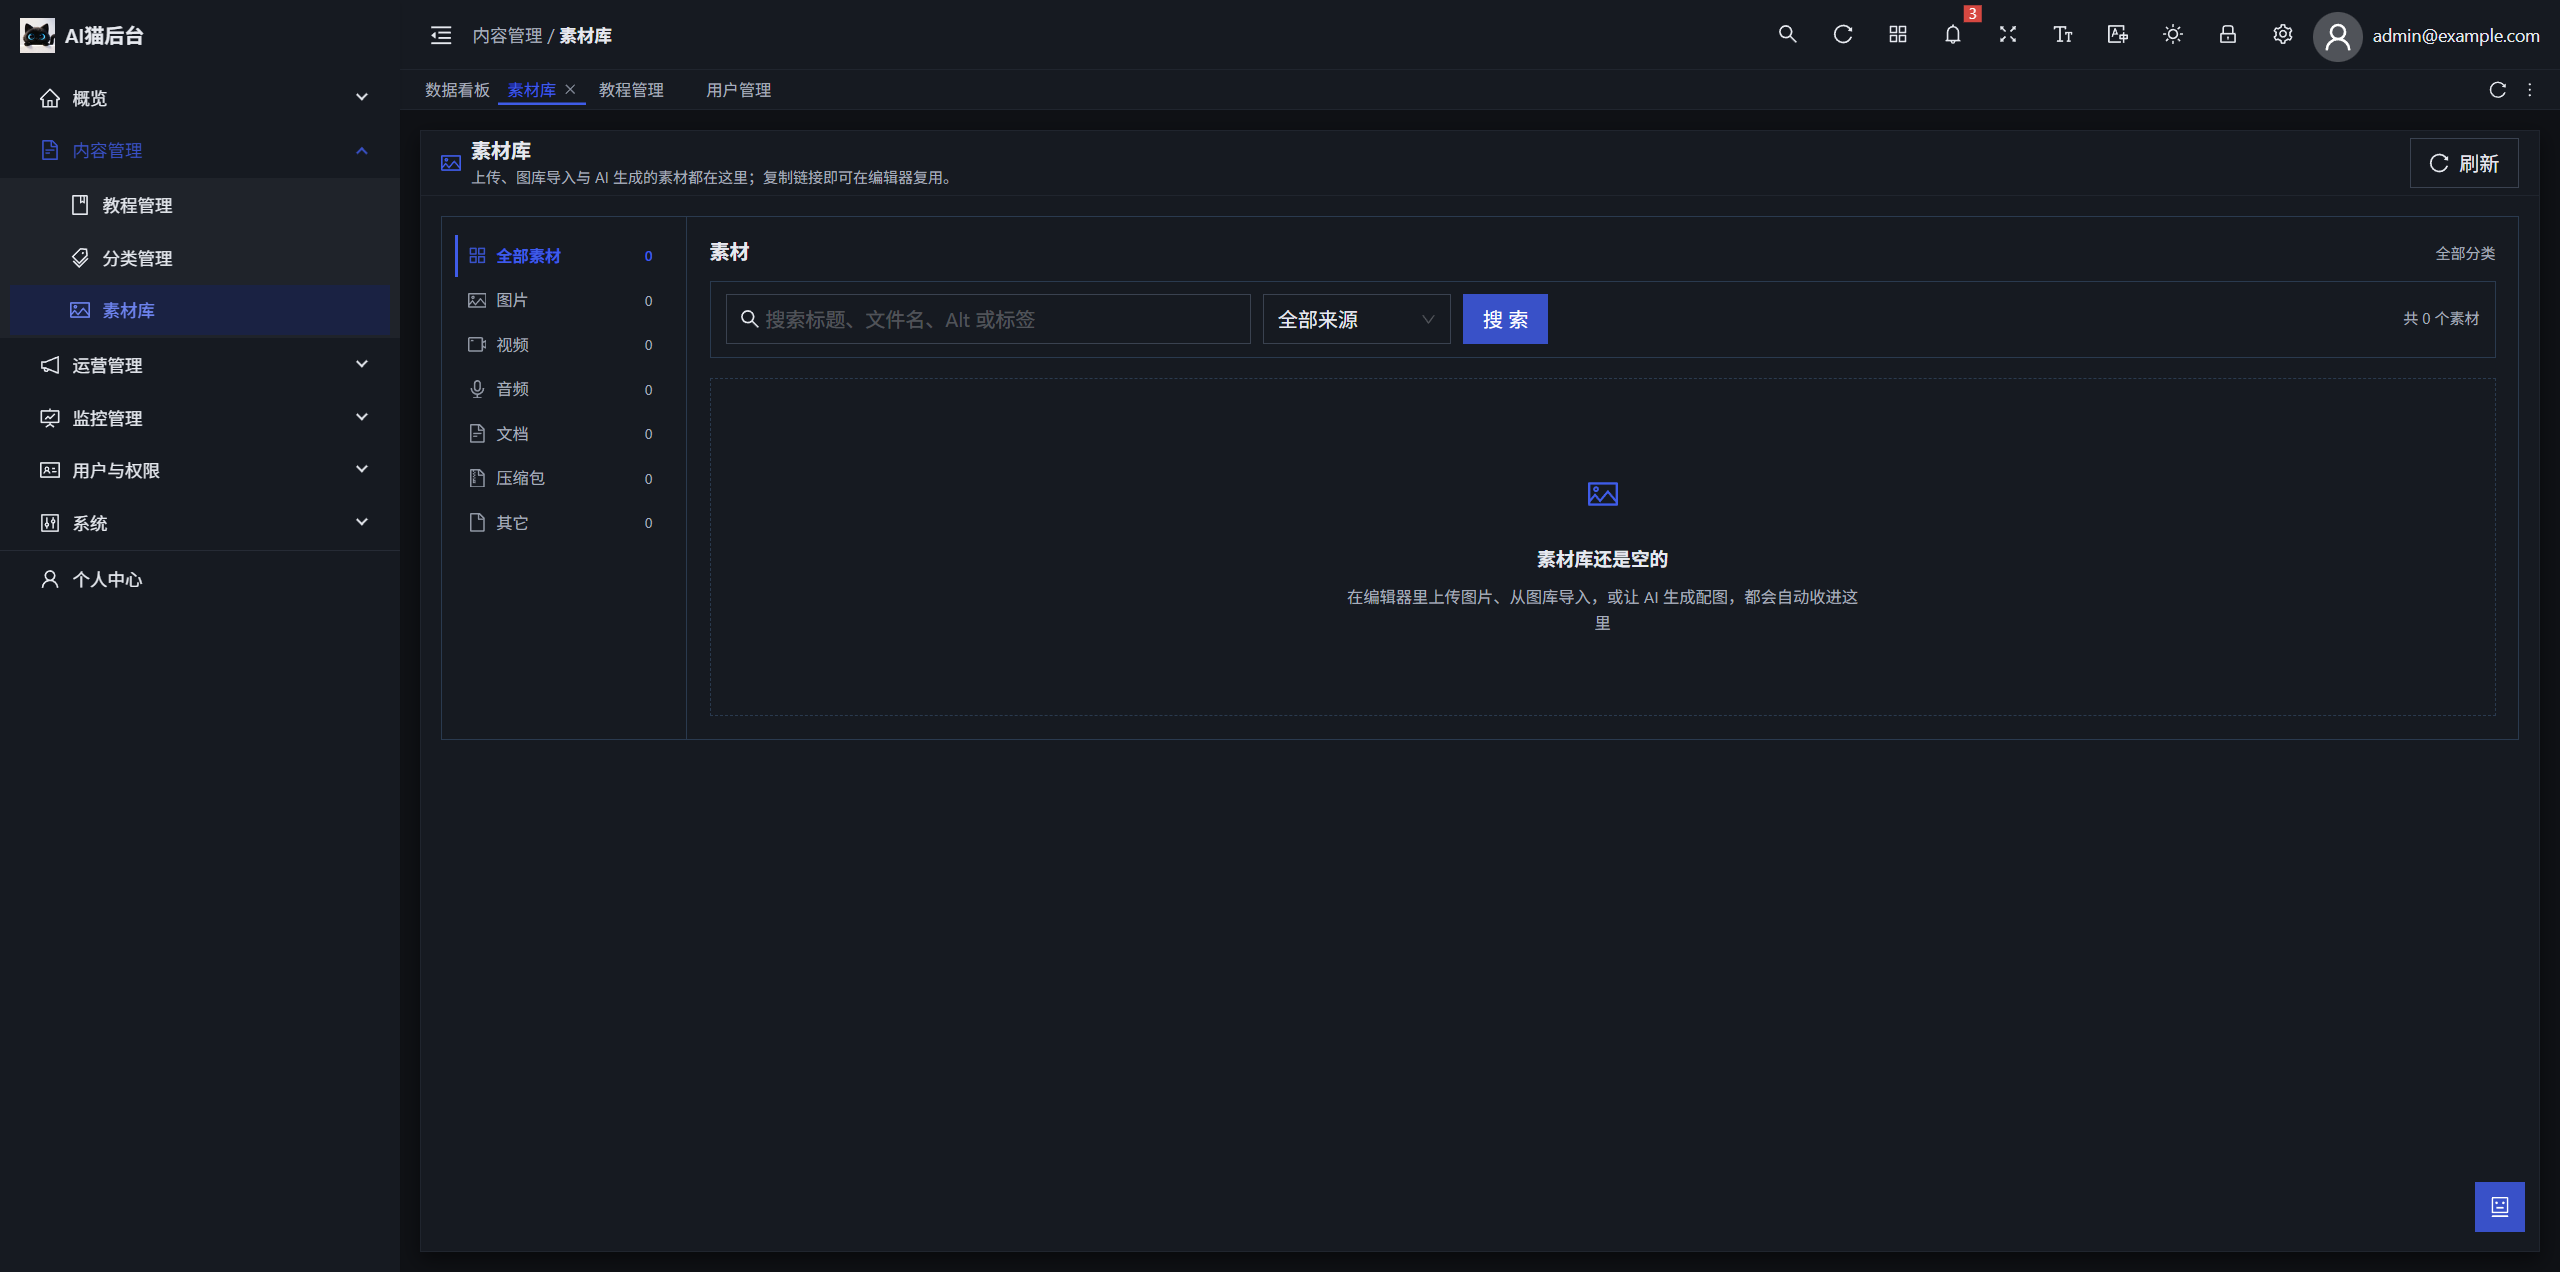 AI猫后台
概览
内容管理
教程管理
分类管理
素材库
运营管理
监控管理
用户与权限
系统
个人中心
内容管理 / 素材库
3
admin@example.com
数据看板 素材库 教程管理 用户管理
素材库
上传、图库导入与 AI 生成的素材都在这里；复制链接即可在编辑器复用。
刷新
全部素材 0
图片 0
视频 0
音频 0
文档 0
压缩包 0
其它 0
素材
全部分类
搜索标题、文件名、Alt 或标签
全部来源
搜 索
共 0 个素材
素材库还是空的
在编辑器里上传图片、从图库导入，或让 AI 生成配图，都会自动收进这
里